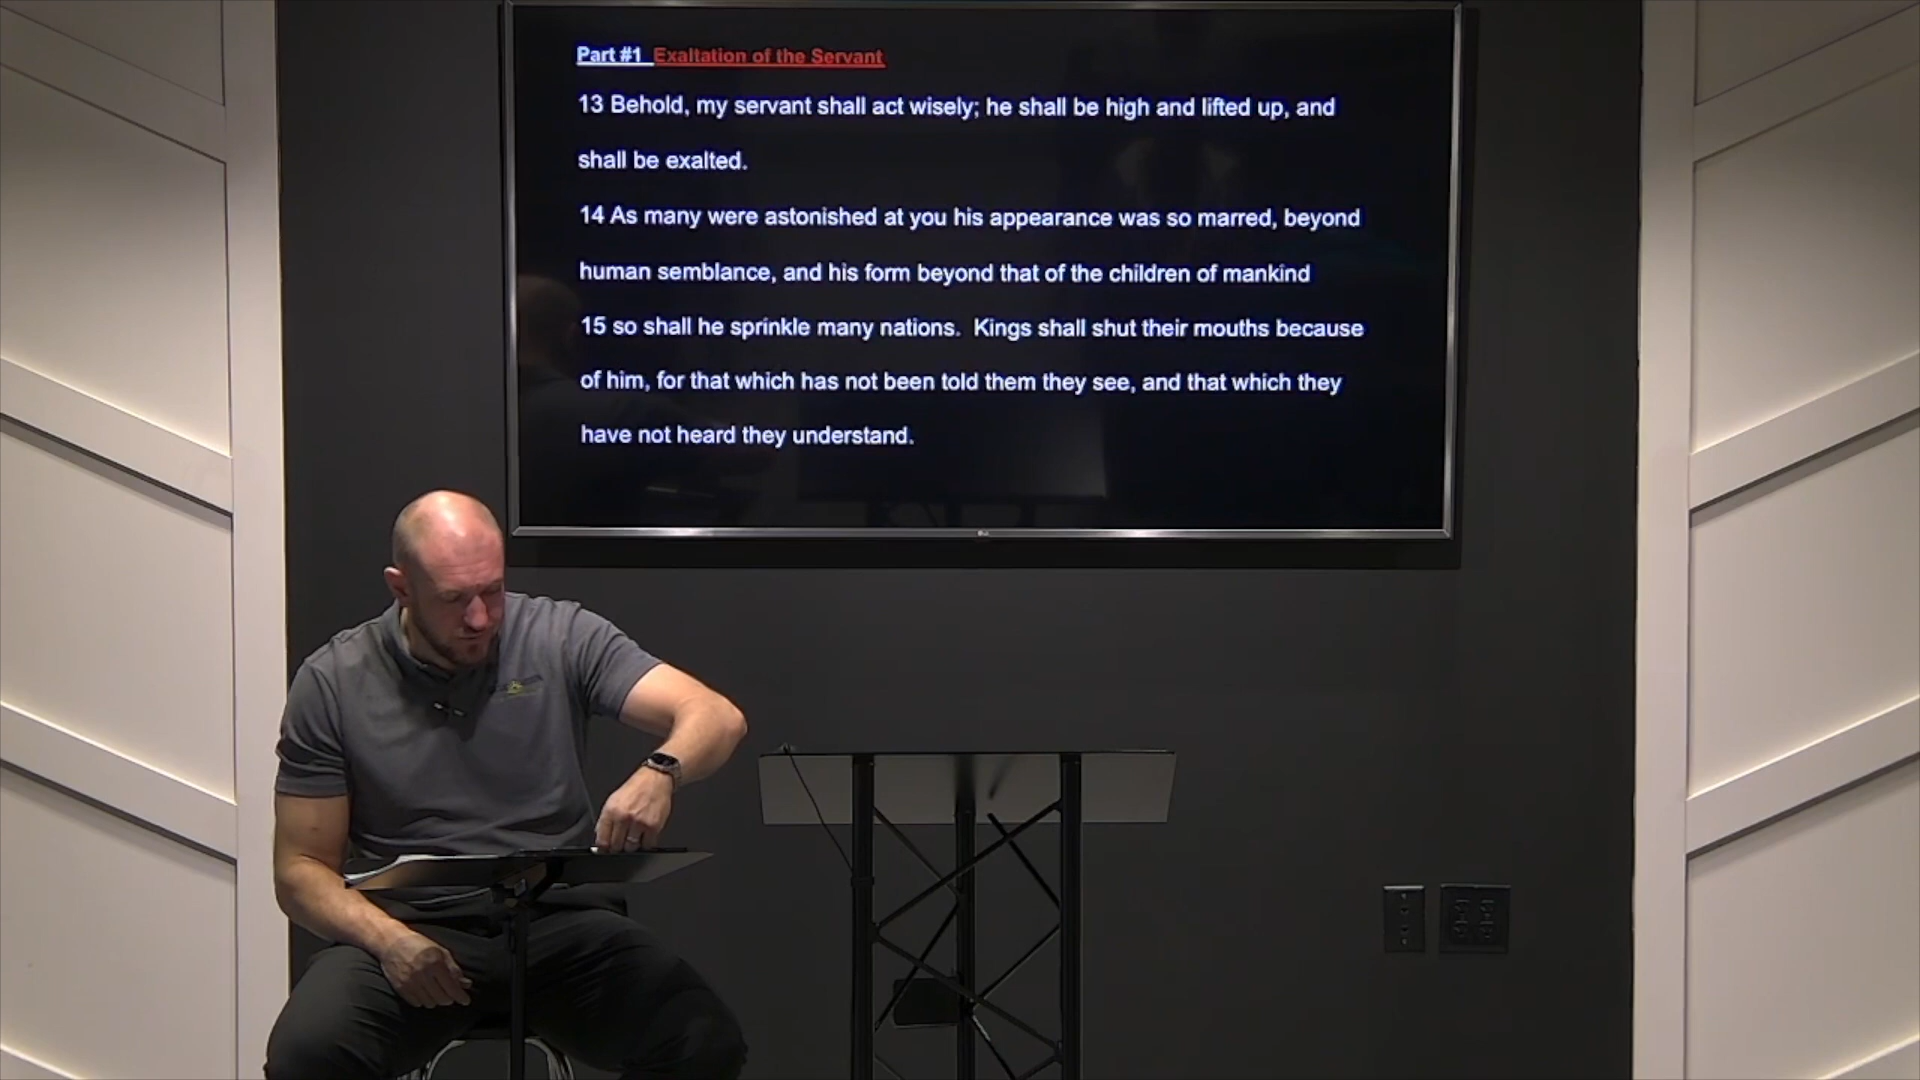 Part #1 Exaltation of the Servant
13 Behold, my servant shall act wisely; he shall be high and lifted up, and
shall be exalted.
14 As many were astonished at you his appearance was so marred, beyond
human semblance, and his form beyond that of the children of mankind
15 so shall he sprinkle many nations. Kings shall shut their mouths because
of him, for that which has not been told them they see, and that which they
have not heard they understand.
LG